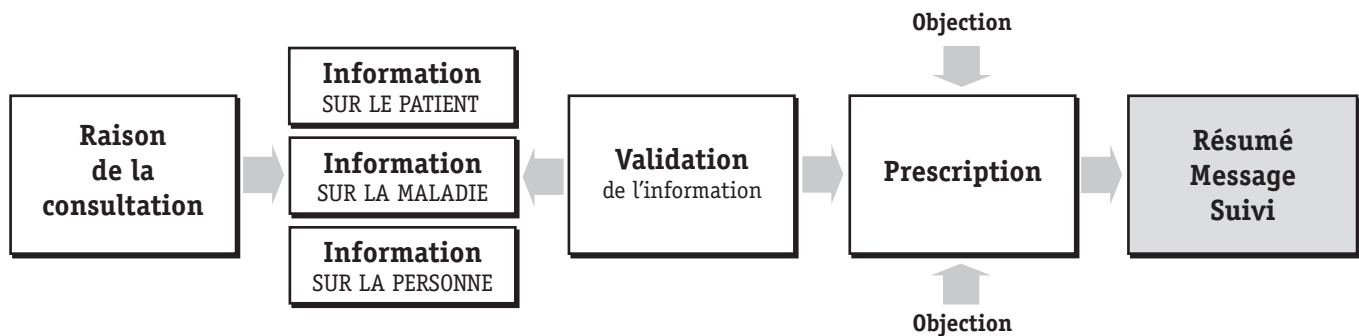 Objection
Raison
de la
consultation
Information
SUR LE PATIENT
Information
SUR LA MALADIE
Information
SUR LA PERSONNE
Validation
de l'information
Prescription
Résumé
Message
Suivi
Objection